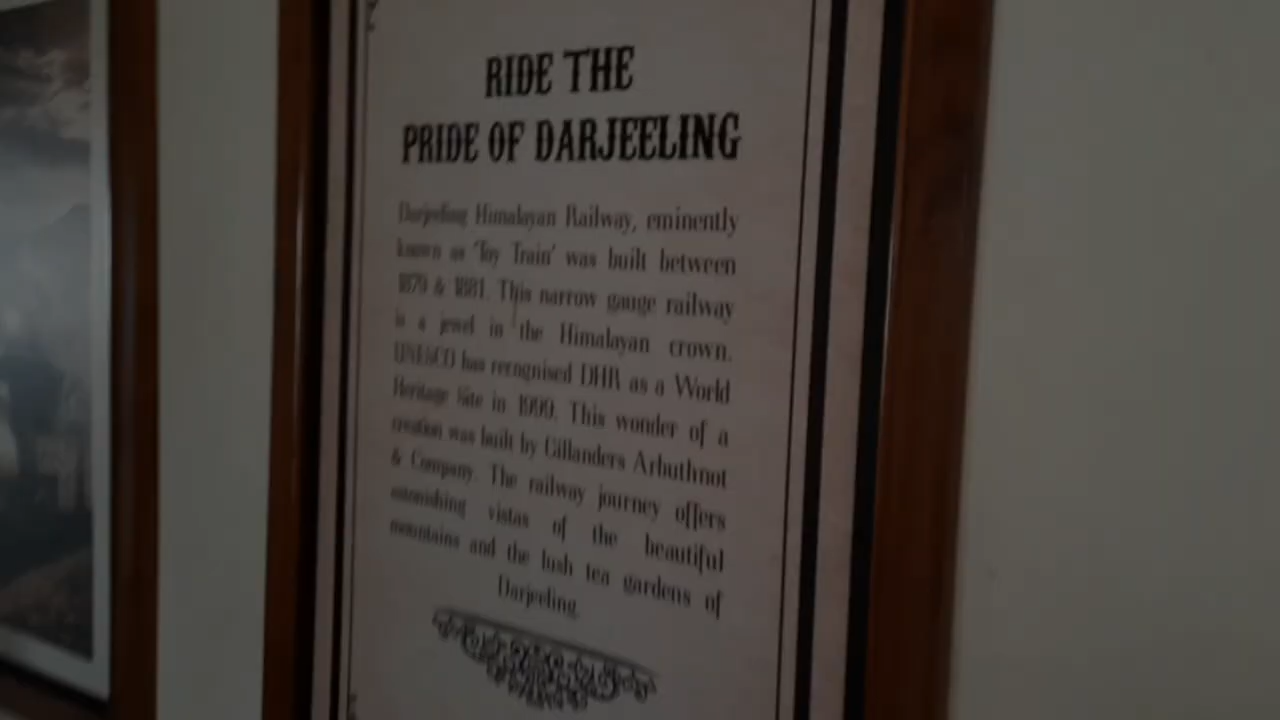 RIDE THE
PRIDE OF DARJEELING
Darjeeling Himalayan Railway, eminently
known as 'Toy Train' was built between
1879 & 1881. This narrow gauge railway
is a jewel in the Himalayan crown.
UNESCO has recognised DHR as a World
Heritage Site in 1999. This wonder of a
creation was built by Gillanders Arbuthnot
& Company. The railway journey offers
astonishing vistas of the beautiful
mountains and the lush tea gardens of
Darjeeling.